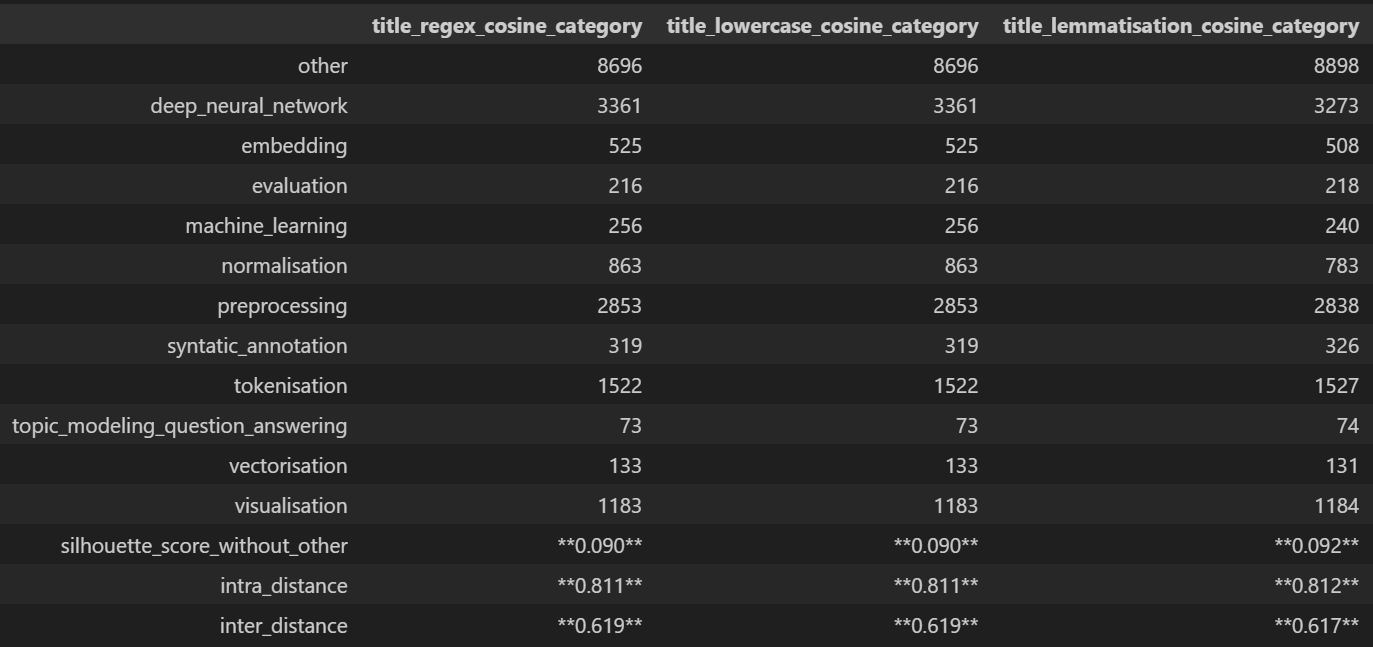 title_regex_cosine_category title_lowercase_cosine_category title_lemmatisation_cosine_category
other 8696 8696 8898
deep_neural_network 3361 3361 3273
embedding 525 525 508
evaluation 216 216 218
machine_learning 256 256 240
normalisation 863 863 783
preprocessing 2853 2853 2838
syntatic_annotation 319 319 326
tokenisation 1522 1522 1527
topic_modeling_question_answering 73 73 74
vectorisation 133 133 131
visualisation 1183 1183 1184
silhouette_score_without_other **0.090** **0.090** **0.092**
intra_distance **0.811** **0.811** **0.812**
inter_distance **0.619** **0.619** **0.617**